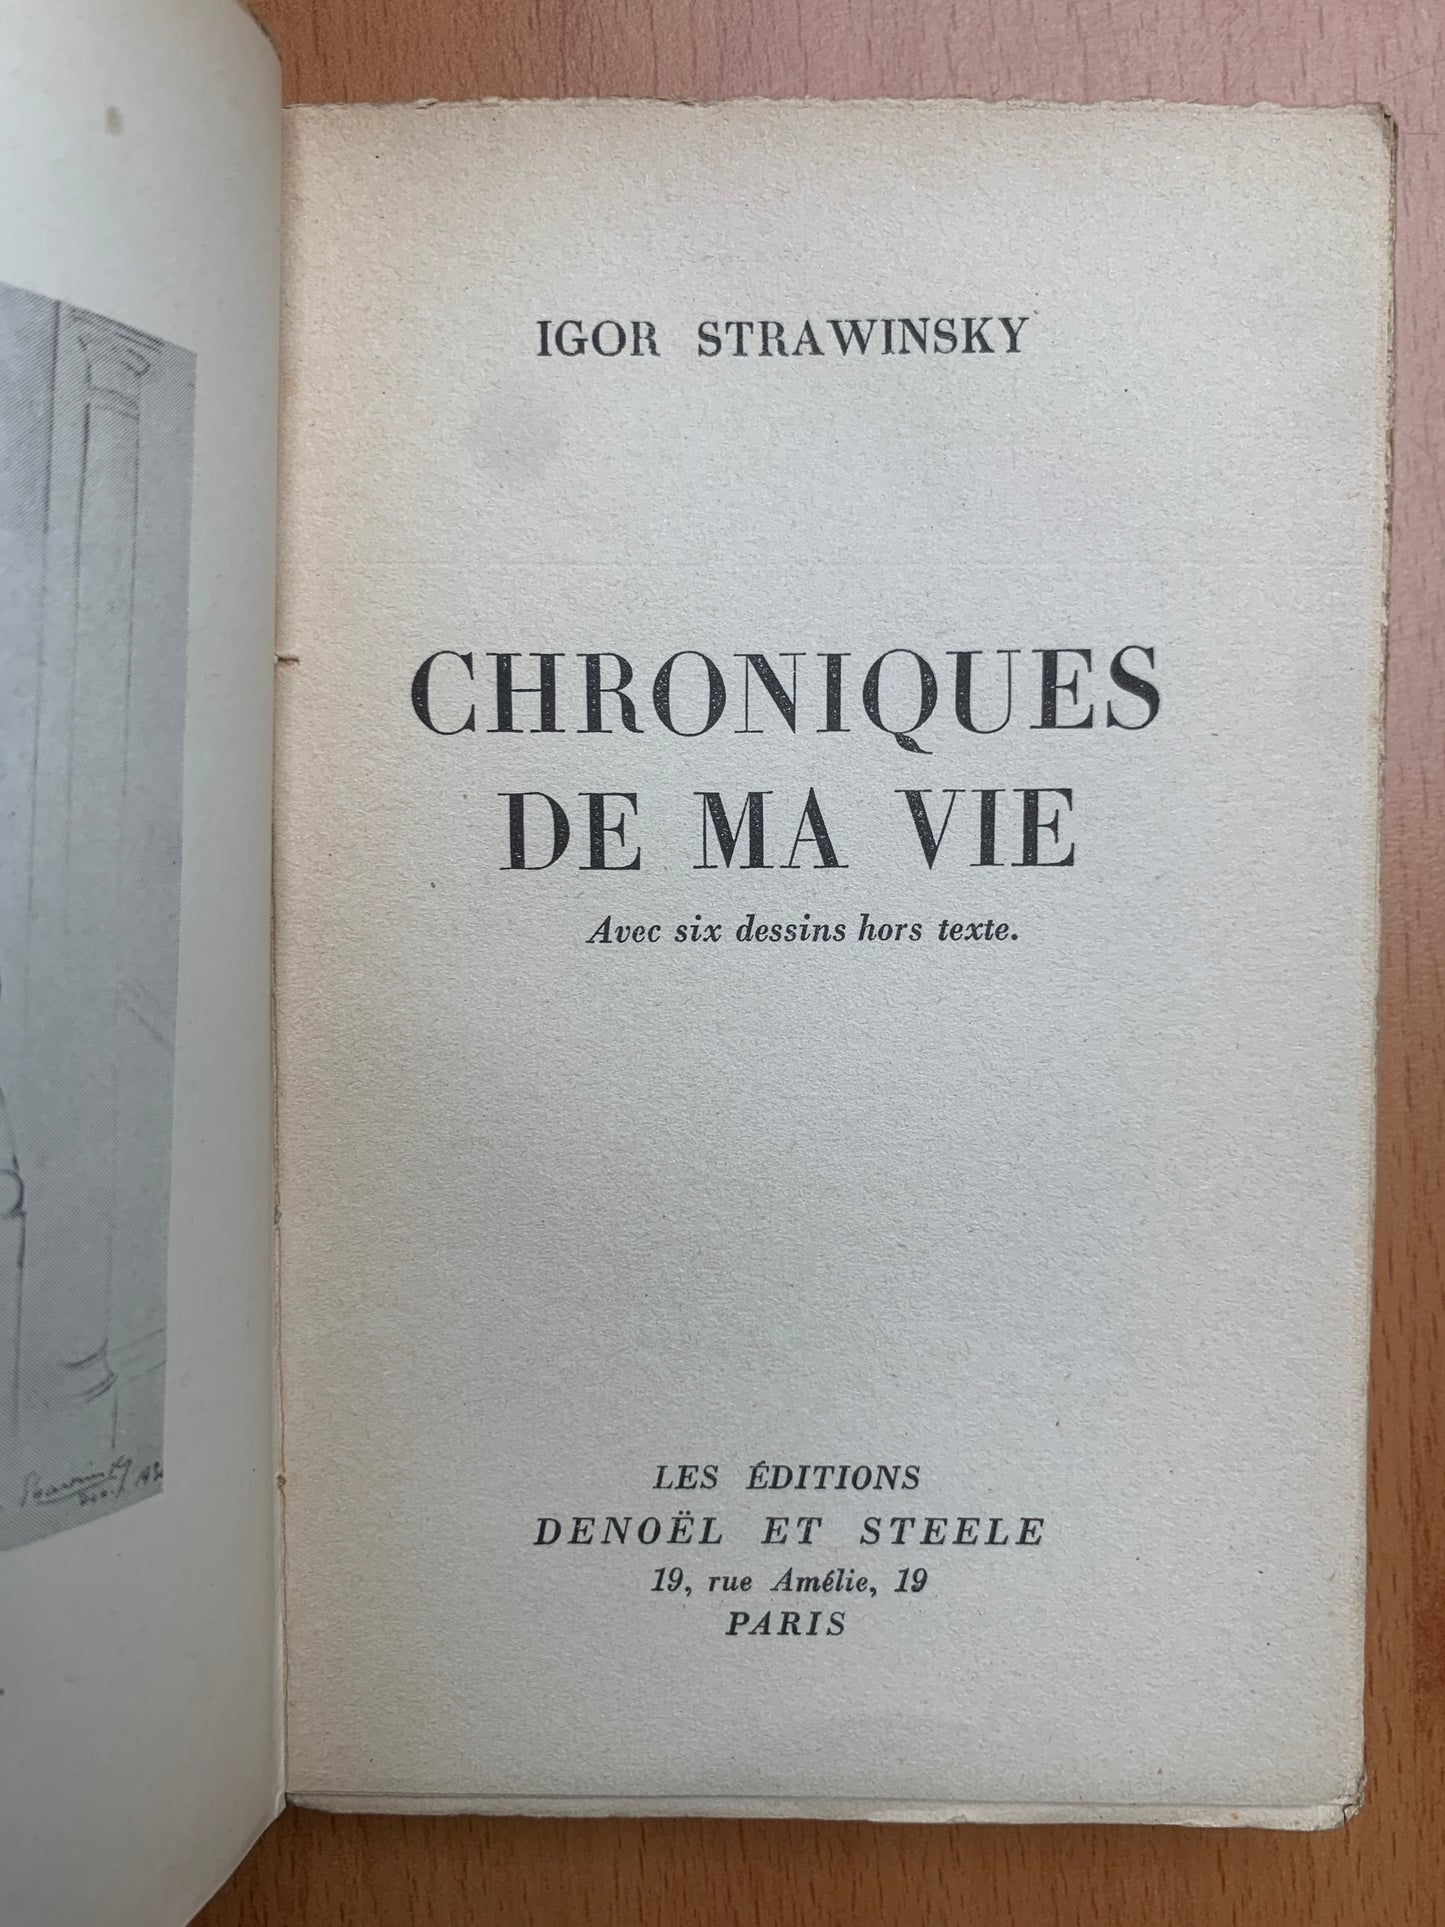 IGOR STRAWINSKY
CHRONIQUES
DE MA VIE
Avec six dessins hors texte.
LES ÉDITIONS
DENOËL ET STEELE
19, rue Amélie, 19
PARIS